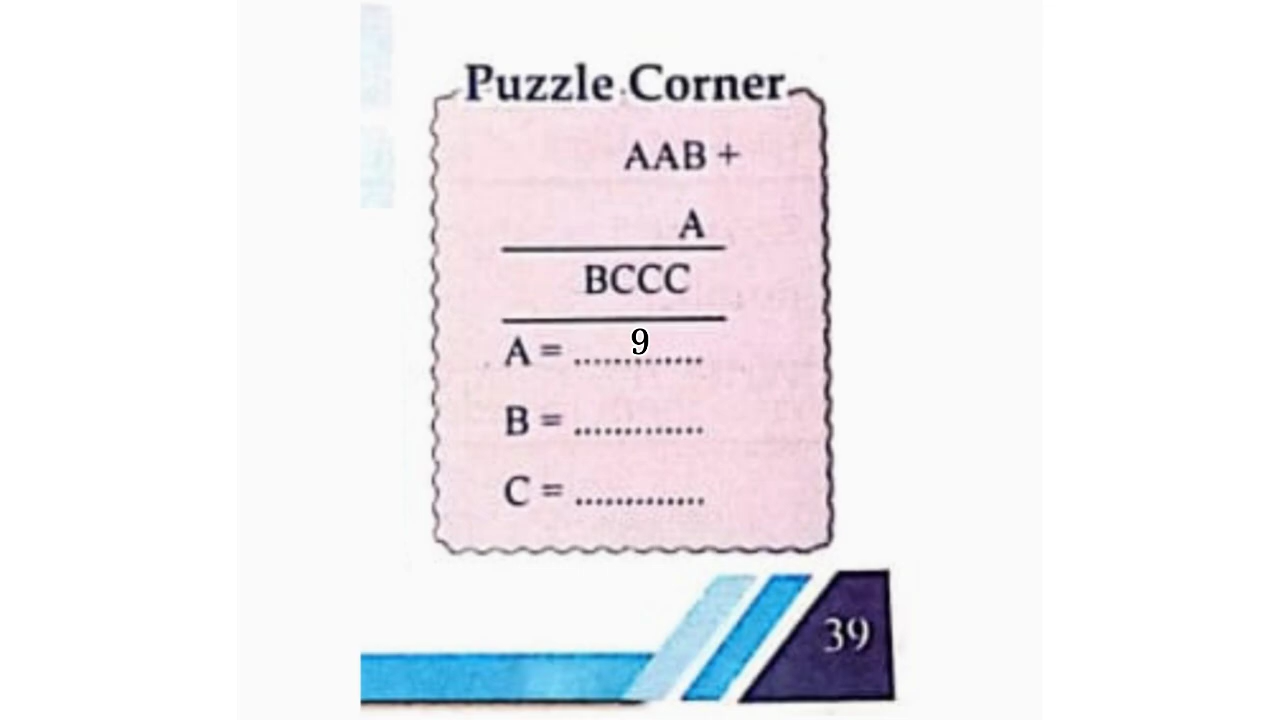 Puzzle Corner
AAB +
A
BCCC
A = ............. 9
B = .............
C = .............
39